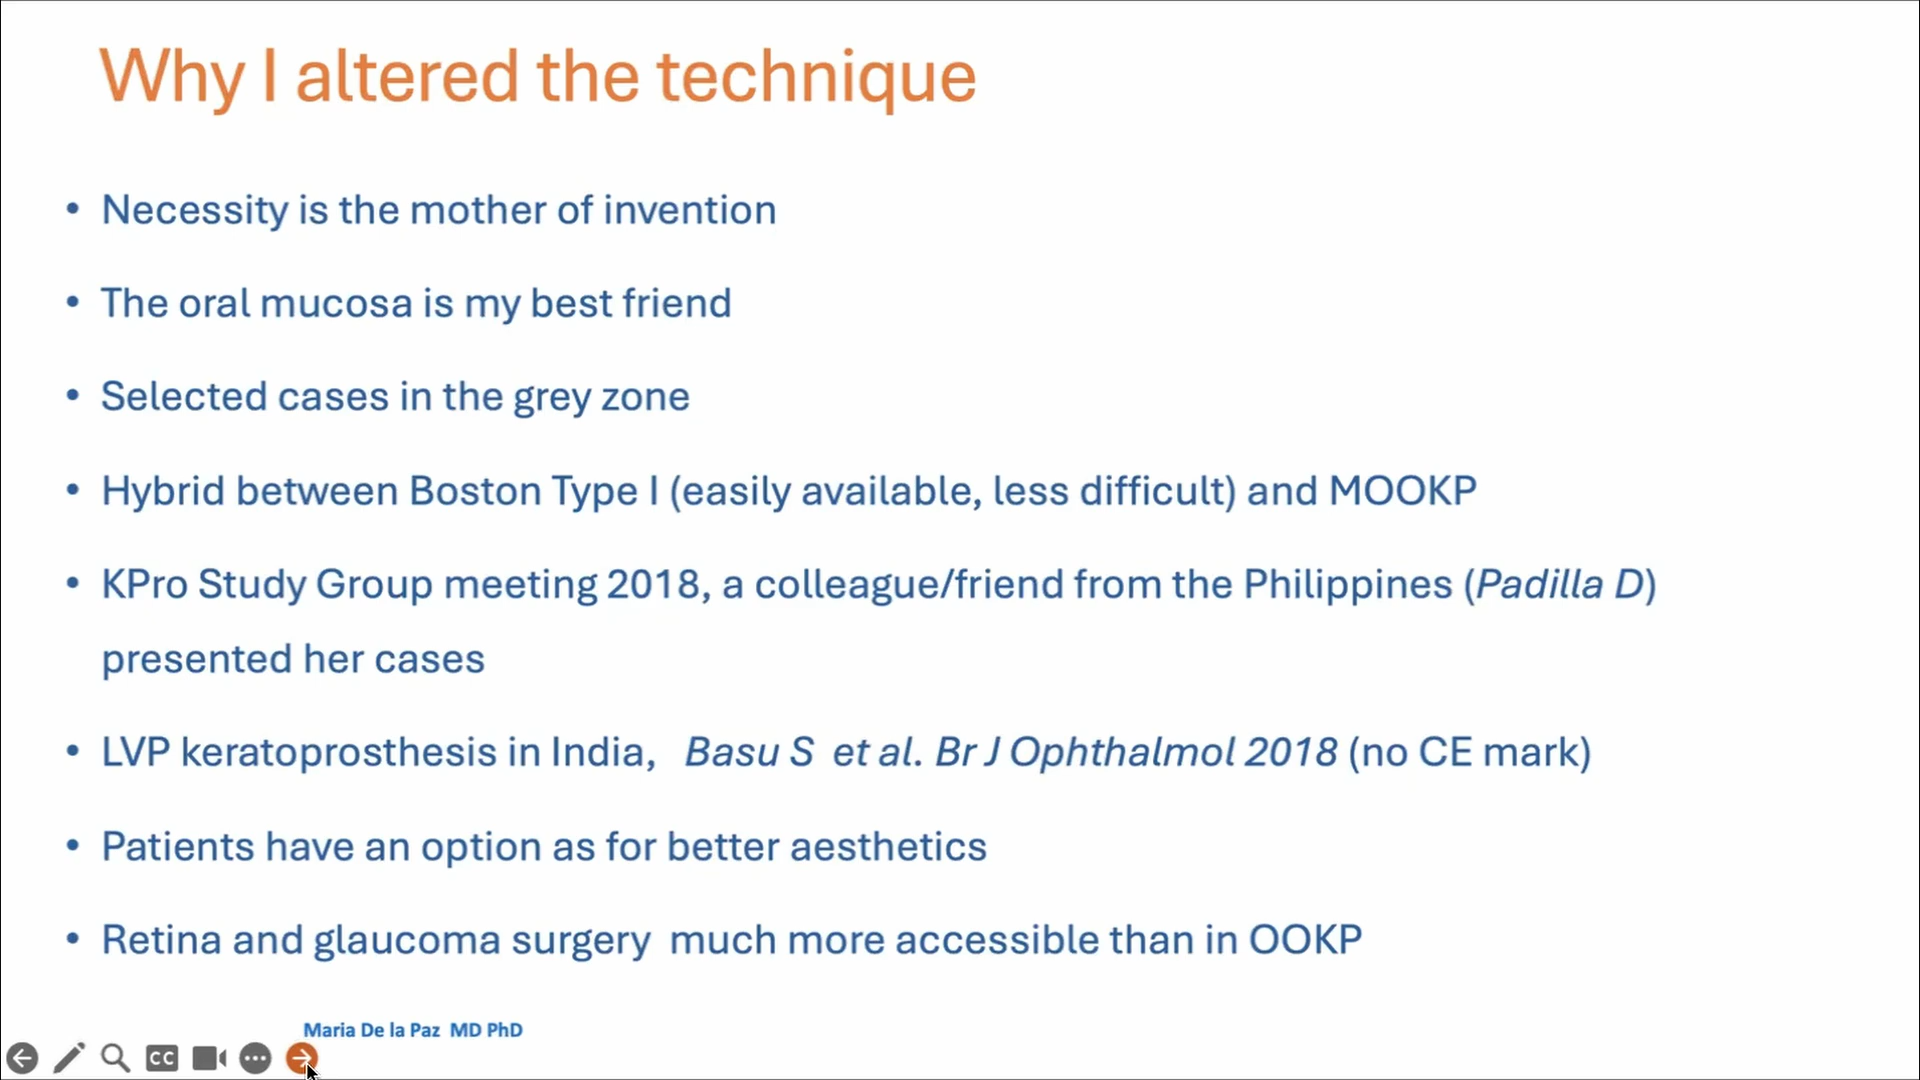 Why I altered the technique
• Necessity is the mother of invention
• The oral mucosa is my best friend
• Selected cases in the grey zone
• Hybrid between Boston Type I (easily available, less difficult) and MOOKP
• KPro Study Group meeting 2018, a colleague/friend from the Philippines (Padilla D)
presented her cases
• LVP keratoprosthesis in India, Basu S et al. Br J Ophthalmol 2018 (no CE mark)
• Patients have an option as for better aesthetics
• Retina and glaucoma surgery much more accessible than in OOKP
Maria De la Paz MD PhD
CC